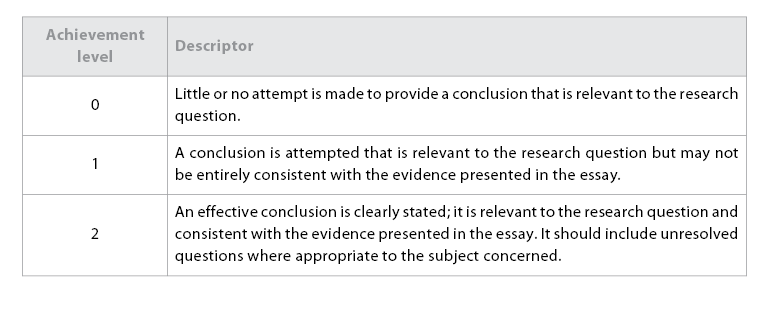 Achievement level
Descriptor
0
Little or no attempt is made to provide a conclusion that is relevant to the research
question.
1
A conclusion is attempted that is relevant to the research question but may not
be entirely consistent with the evidence presented in the essay.
2
An effective conclusion is clearly stated; it is relevant to the research question and
consistent with the evidence presented in the essay. It should include unresolved
questions where appropriate to the subject concerned.